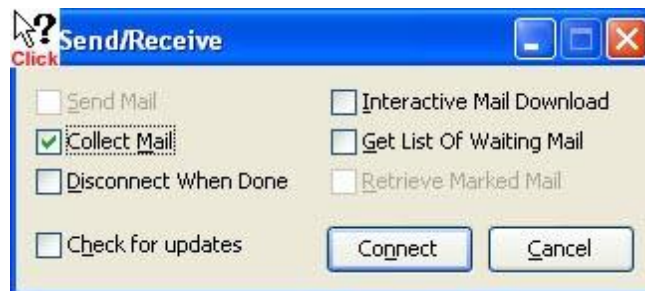 ?
Click
Send/Receive
Send Mail
Interactive Mail Download
Collect Mail
Get List Of Waiting Mail
Disconnect When Done
Retrieve Marked Mail
Check for updates
Connect
Cancel